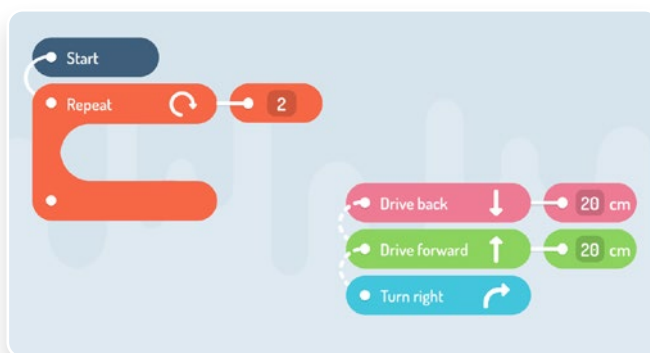 Start
Repeat 2
Drive back 20 cm
Drive forward 20 cm
Turn right